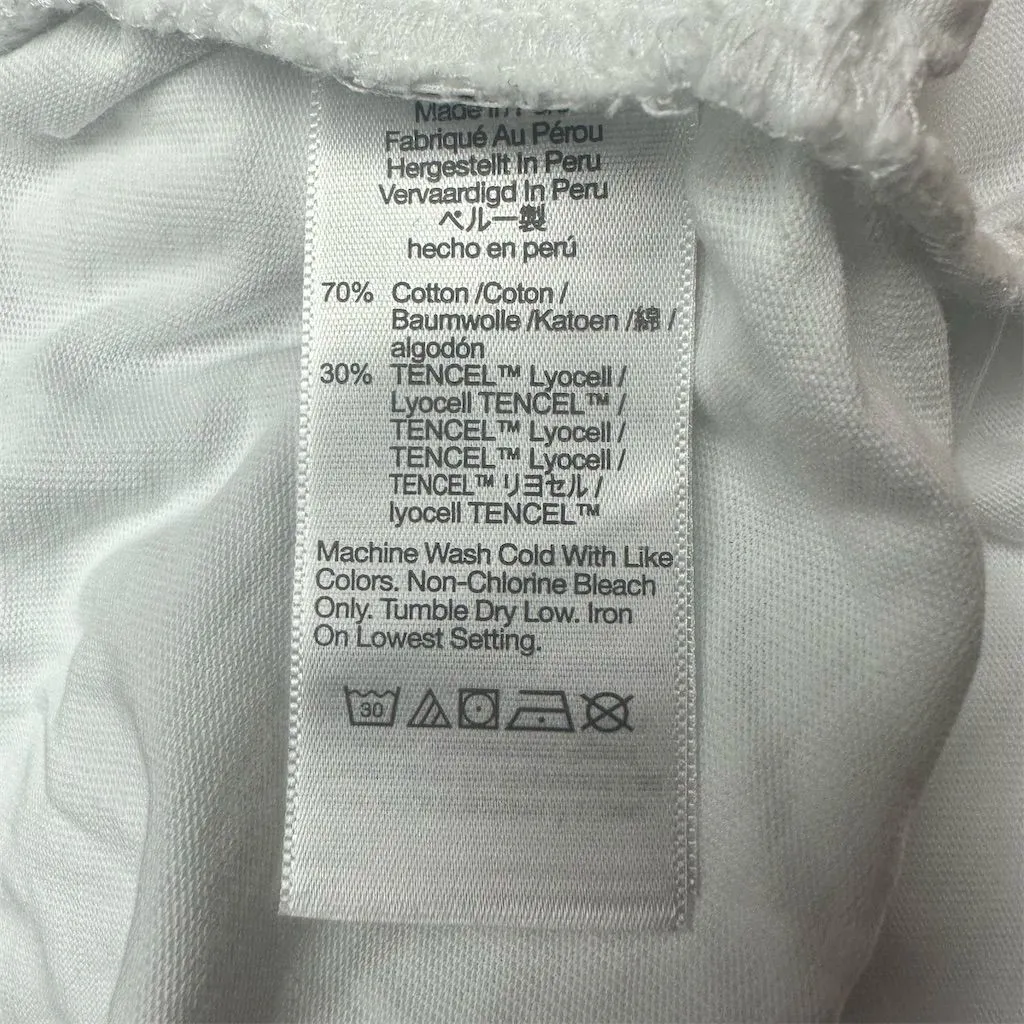 Made In Peru
Fabriqué Au Pérou
Hergestellt In Peru
Vervaardigd In Peru
ペルー製
hecho en perú
70% Cotton /Coton /
Baumwolle /Katoen /綿 /
algodón
30% TENCEL™ Lyocell /
Lyocell TENCEL™ /
TENCEL™ Lyocell /
TENCEL™ Lyocell /
TENCEL™ リヨセル /
lyocell TENCEL™
Machine Wash Cold With Like
Colors. Non-Chlorine Bleach
Only. Tumble Dry Low. Iron
On Lowest Setting.
30